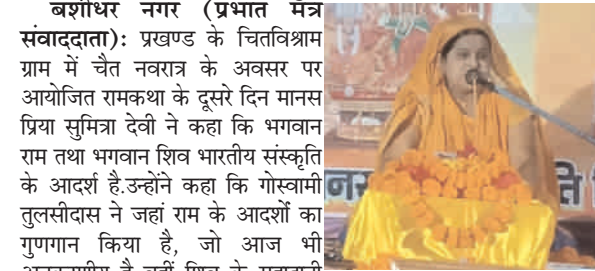 बंशीधर नगर (प्रभात मंत्र
संवाददाता): प्रखण्ड के चितविश्राम
ग्राम में चैत नवरात्र के अवसर पर
आयोजित रामकथा के दूसरे दिन मानस
प्रिया सुमित्रा देवी ने कहा कि भगवान
राम तथा भगवान शिव भारतीय संस्कृति
के आदर्श है.उन्होंने कहा कि गोस्वामी
तुलसीदास ने जहां राम के आदर्शों का
गुणगान किया है, जो आज भी
है वहीं शिव के